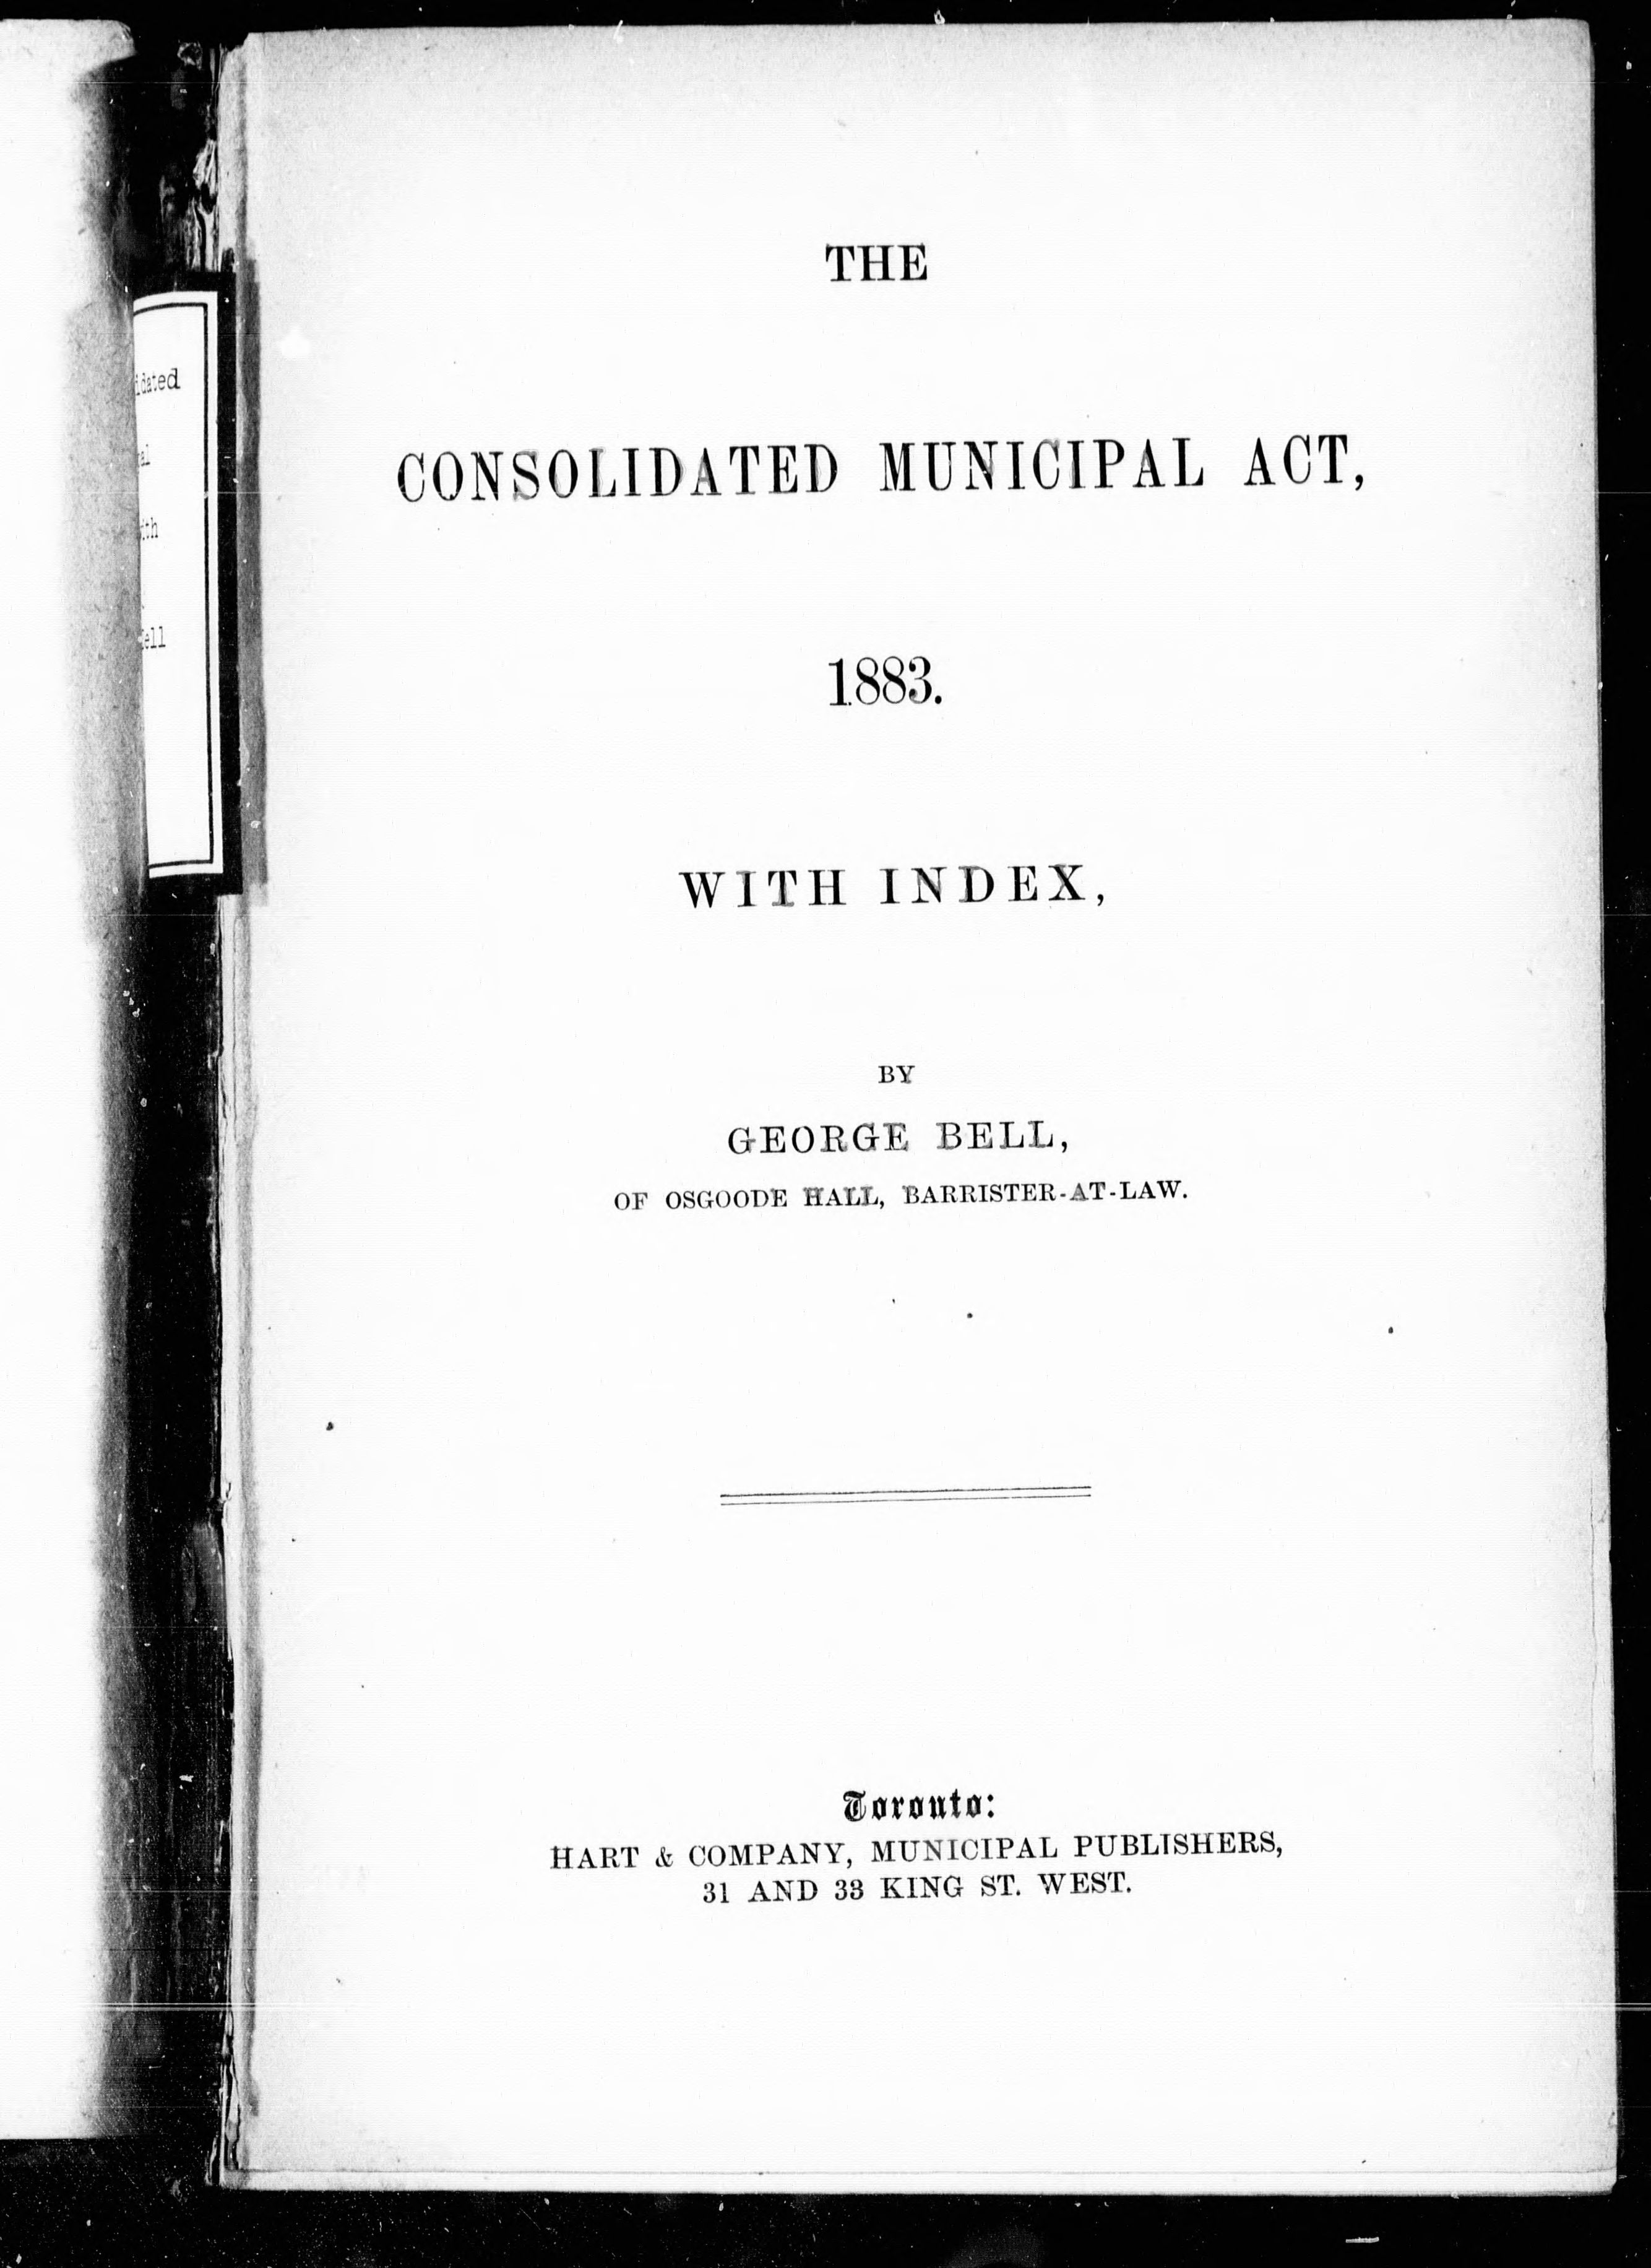 THE
CONSOLIDATED MUNICIPAL ACT,
1883.
WITH INDEX,
BY
GEORGE BELL,
OF OSGOODE HALL, BARRISTER-AT-LAW.
Toronto:
HART & COMPANY, MUNICIPAL PUBLISHERS,
31 AND 33 KING ST. WEST.